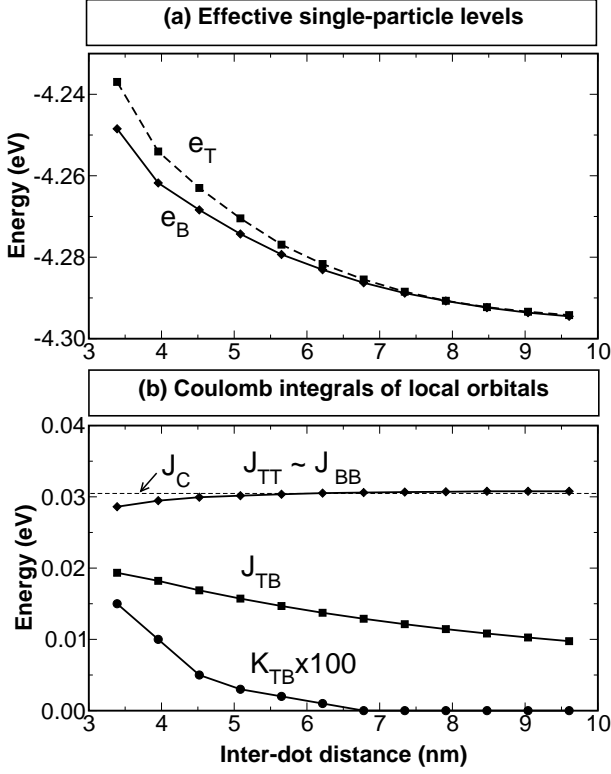 (a) Effective single-particle levels
-4.24
-4.26
-4.28
-4.30
Energy (eV)
e_T
e_B
3 4 5 6 7 8 9 10
(b) Coulomb integrals of local orbitals
0.04
0.03
0.02
0.01
0.00
Energy (eV)
J_C
J_TT ~ J_BB
J_TB
K_TB x100
3 4 5 6 7 8 9 10
Inter-dot distance (nm)